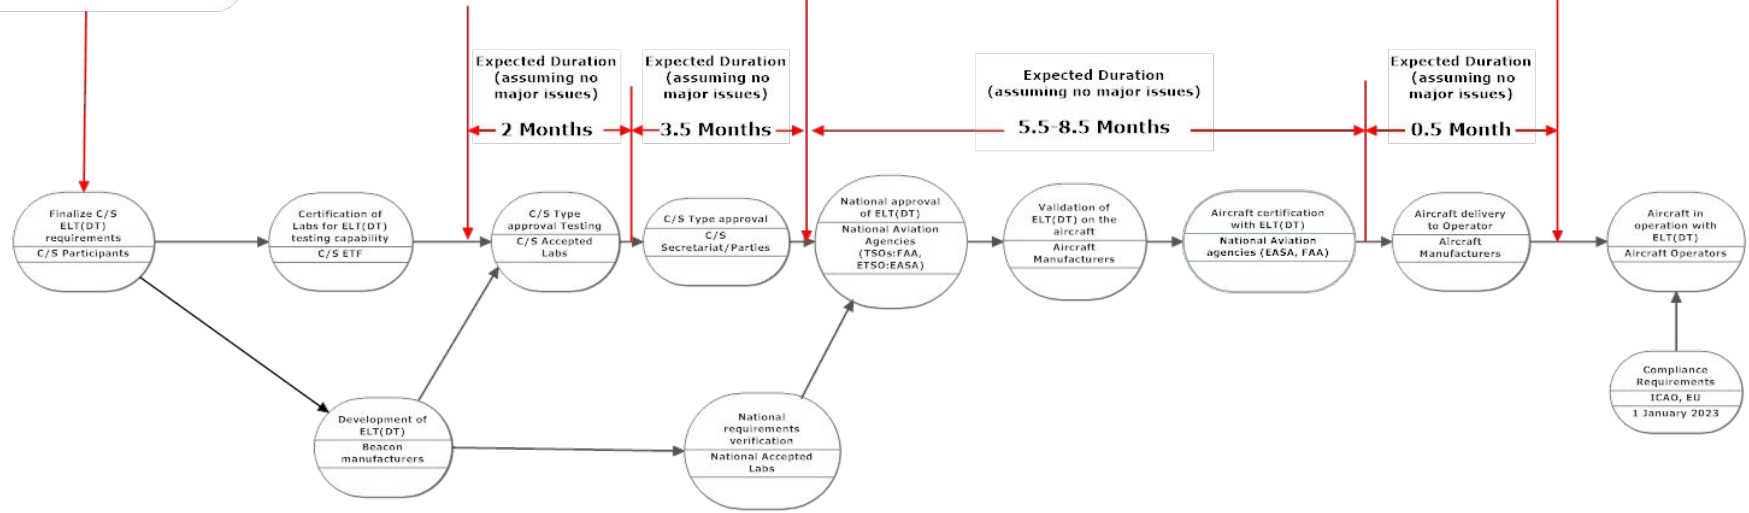 Expected Duration
(assuming no
major issues)
2 Months
Expected Duration
(assuming no
major issues)
3.5 Months
Expected Duration
(assuming no major issues)
5.5-8.5 Months
Expected Duration
(assuming no
major issues)
0.5 Month
Finalize C/S
ELT(DT)
requirements
C/S Participants
Certification of
Labs for ELT(DT)
testing capability
C/S ETF
C/S Type
approval Testing
C/S Accepted
Labs
C/S Type approval
C/S
Secretariat/Parties
National approval
of ELT(DT)
National Aviation
Agencies
(TSOs:FAA,
ETSO:EASA)
Validation of
ELT(DT) on the
aircraft
Aircraft
Manufacturers
Aircraft certification
with ELT(DT)
National Aviation
agencies (EASA, FAA)
Aircraft delivery
to Operator
Aircraft
Manufacturers
Aircraft in
operation with
ELT(DT)
Aircraft Operators
Development of
ELT(DT)
Beacon
manufacturers
National
requirements
verification
National Accepted
Labs
Compliance
Requirements
ICAO, EU
1 January 2023